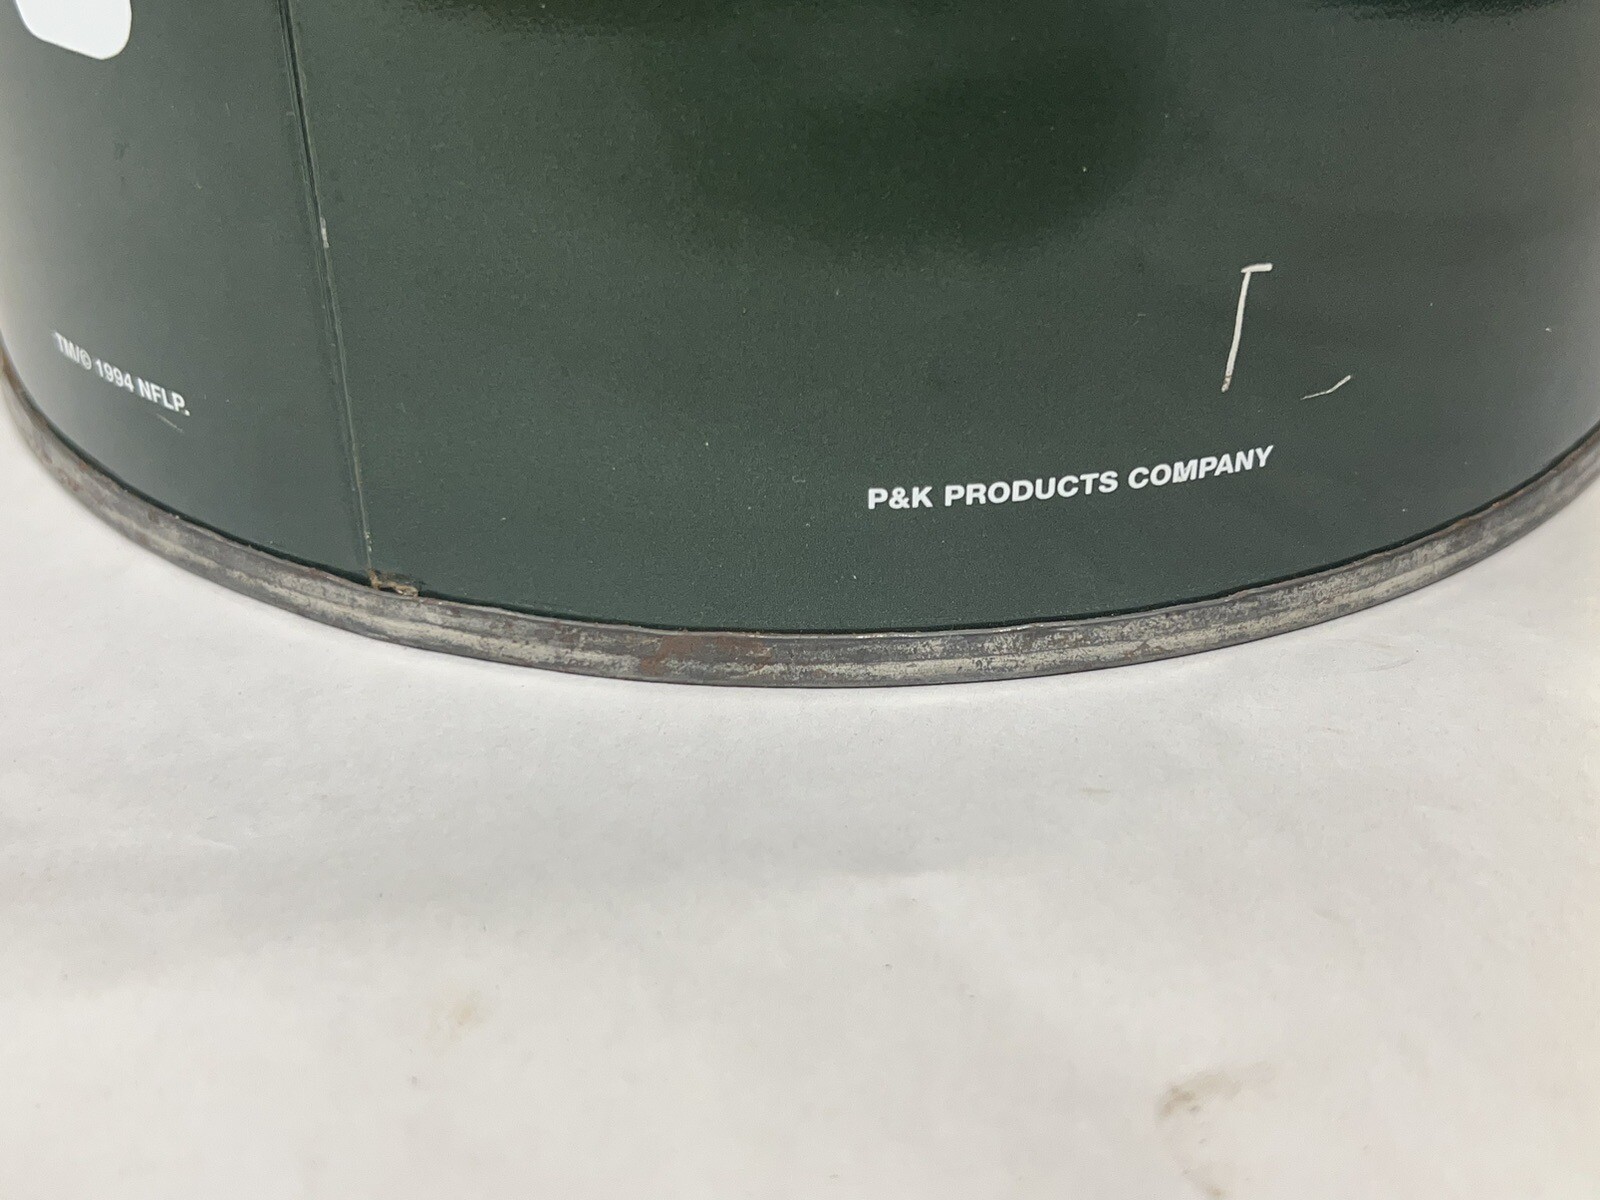 TM/© 1994 NFLP.
P&K PRODUCTS COMPANY